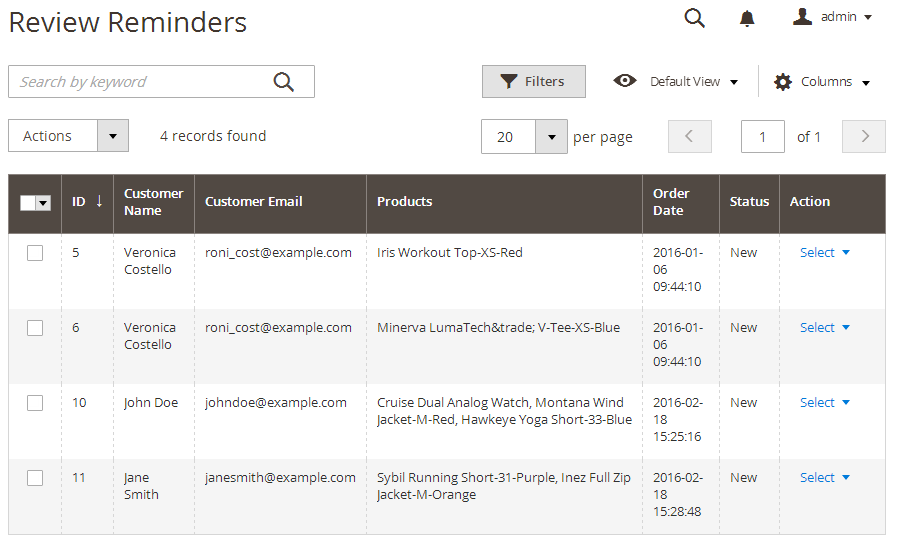 Review Reminders
admin
Search by keyword
Filters
Default View
Columns
Actions
4 records found
20
per page
1
of 1
ID ↓
Customer
Name
Customer Email
Products
Order
Date
Status
Action
5
Veronica
Costello
roni_cost@example.com
Iris Workout Top-XS-Red
2016-01-
06
09:44:10
New
Select
6
Veronica
Costello
roni_cost@example.com
Minerva LumaTech&trade; V-Tee-XS-Blue
2016-01-
06
09:44:10
New
Select
10
John Doe
johndoe@example.com
Cruise Dual Analog Watch, Montana Wind
Jacket-M-Red, Hawkeye Yoga Short-33-Blue
2016-02-
18
15:25:16
New
Select
11
Jane
Smith
janesmith@example.com
Sybil Running Short-31-Purple, Inez Full Zip
Jacket-M-Orange
2016-02-
18
15:28:48
New
Select